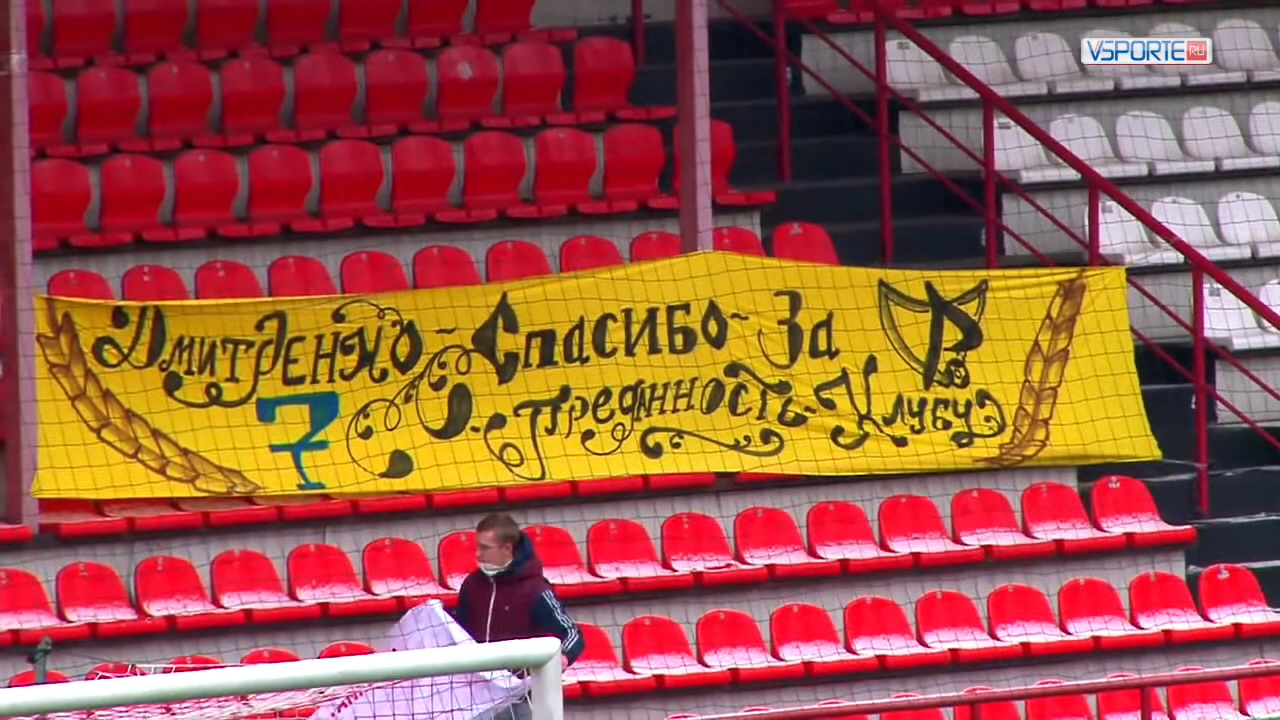 VSPORTE RU
Дмитренко - Спасибо - За
7 Преданность Клубу